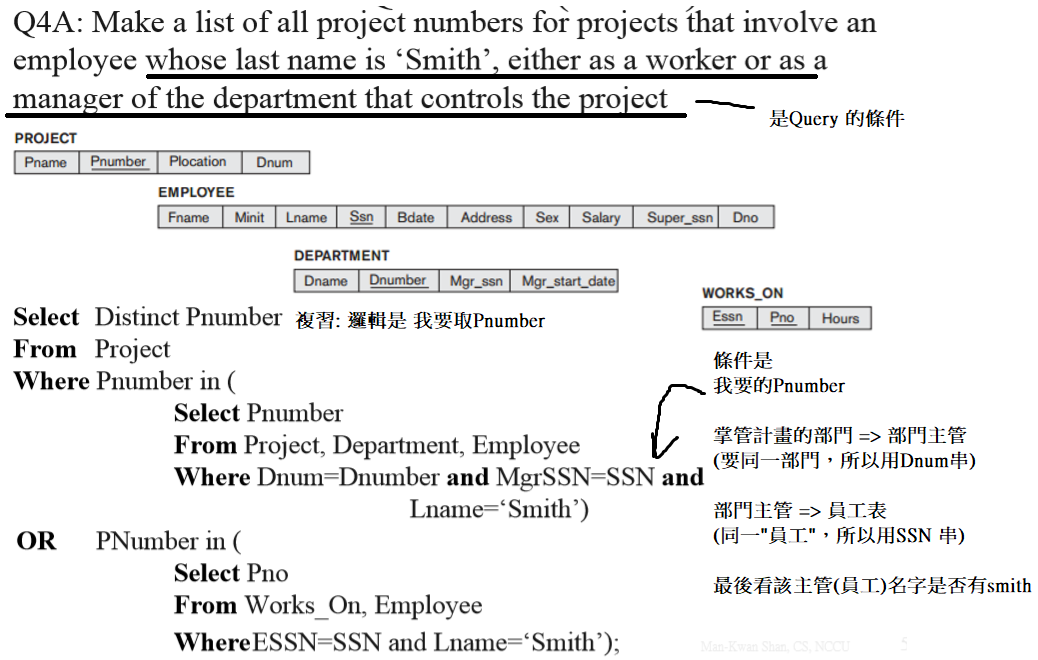 Q4A: Make a list of all project numbers for projects that involve an
employee whose last name is ‘Smith’, either as a worker or as a
manager of the department that controls the project
是Query 的條件
PROJECT
Pname Pnumber Plocation Dnum
EMPLOYEE
Fname Minit Lname Ssn Bdate Address Sex Salary Super_ssn Dno
DEPARTMENT
Dname Dnumber Mgr_ssn Mgr_start_date
WORKS_ON
Essn Pno Hours
Select Distinct Pnumber
複習: 邏輯是 我要取Pnumber
From Project
Where Pnumber in (
Select Pnumber
From Project, Department, Employee
Where Dnum=Dnumber and MgrSSN=SSN and
Lname=‘Smith’)
OR PNumber in (
Select Pno
From Works_On, Employee
WhereESSN=SSN and Lname=‘Smith’);
條件是
我要的Pnumber
掌管計畫的部門 => 部門主管
(要同一部門，所以用Dnum串)
部門主管 => 員工表
(同一"員工"，所以用SSN 串)
最後看該主管(員工)名字是否有smith
Man-Kwan Shan, CS, NCCU 5